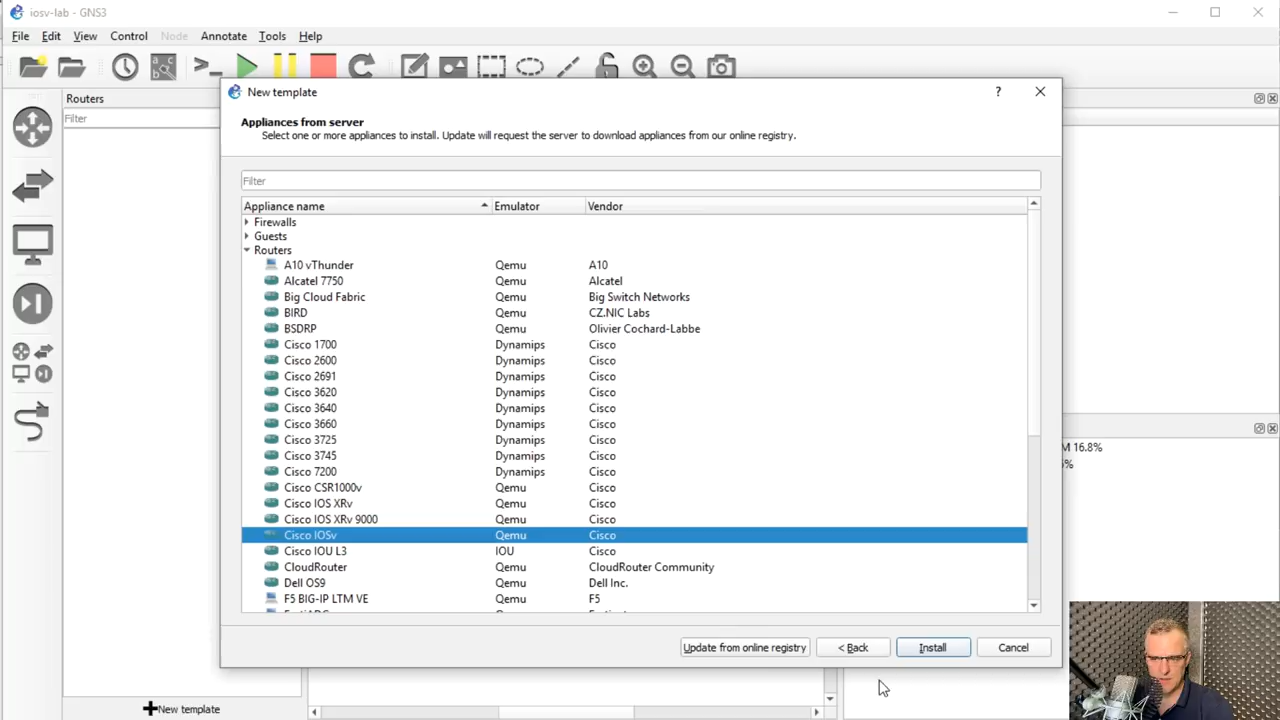 iosv-lab - GNS3
File Edit View Control Node Annotate Tools Help
Routers
Filter
New template
?
Appliances from server
Select one or more appliances to install. Update will request the server to download appliances from our online registry.
Filter
Appliance name Emulator Vendor
Firewalls
Guests
Routers
A10 vThunder Qemu A10
Alcatel 7750 Qemu Alcatel
Big Cloud Fabric Qemu Big Switch Networks
BIRD Qemu CZ.NIC Labs
BSDRP Qemu Olivier Cochard-Labbe
Cisco 1700 Dynamips Cisco
Cisco 2600 Dynamips Cisco
Cisco 2691 Dynamips Cisco
Cisco 3620 Dynamips Cisco
Cisco 3640 Dynamips Cisco
Cisco 3660 Dynamips Cisco
Cisco 3725 Dynamips Cisco
Cisco 3745 Dynamips Cisco
Cisco 7200 Dynamips Cisco
Cisco CSR1000v Qemu Cisco
Cisco IOS XRv Qemu Cisco
Cisco IOS XRv 9000 Qemu Cisco
Cisco IOSv Qemu Cisco
Cisco IOU L3 IOU Cisco
CloudRouter Qemu CloudRouter Community
Dell OS9 Qemu Dell Inc.
F5 BIG-IP LTM VE Qemu F5
Update from online registry < Back Install Cancel
M 16.8%
%
New template